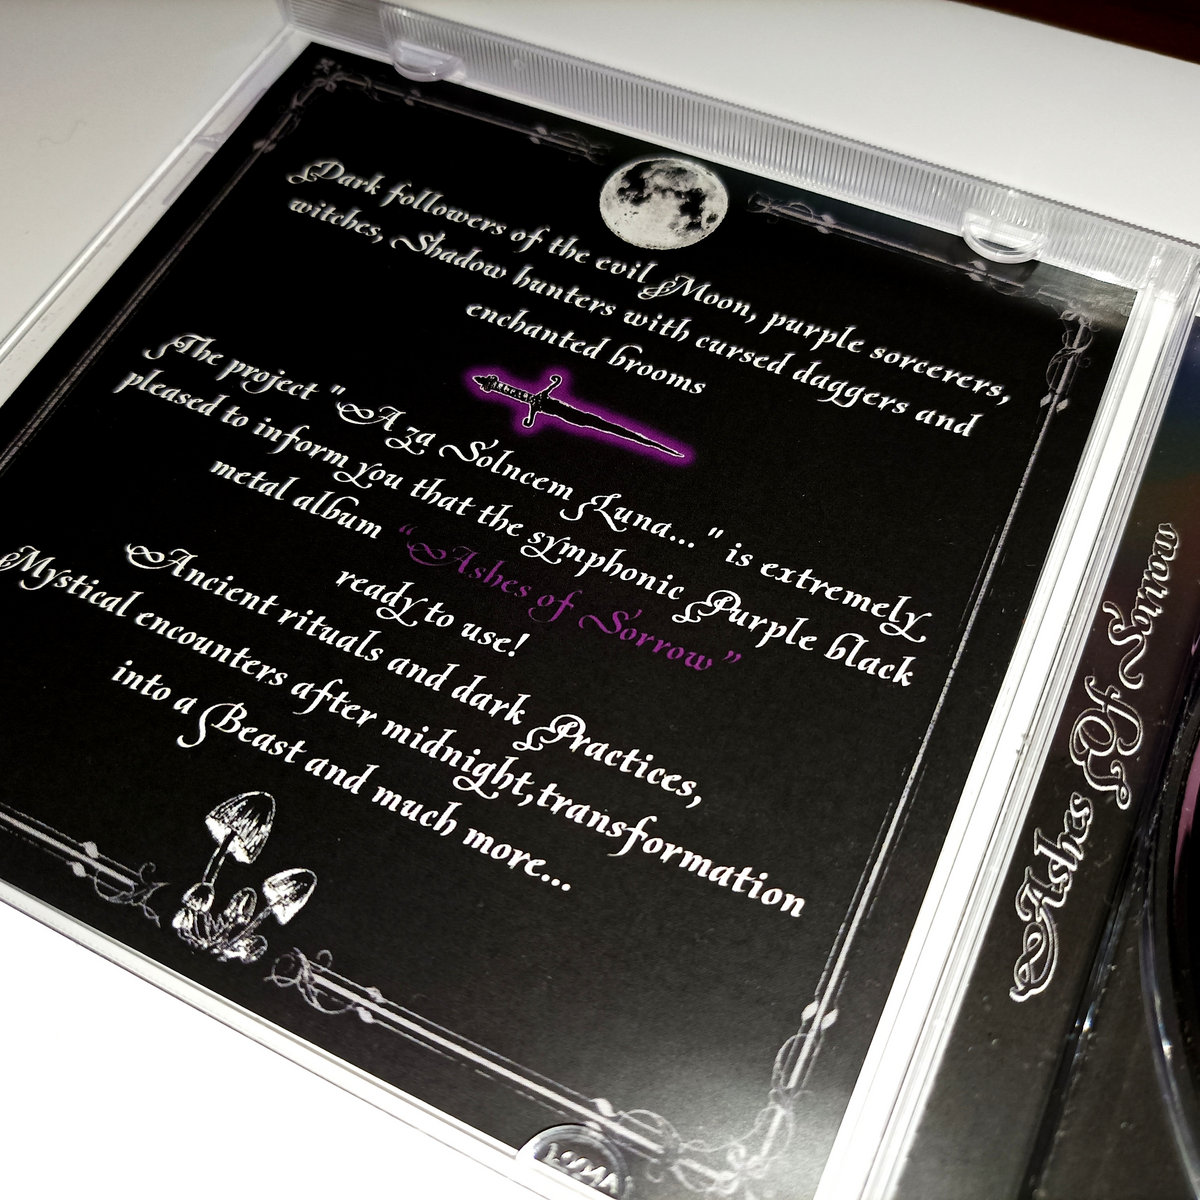 Dark followers of the evil Moon, purple sorcerers,
witches, Shadow hunters with cursed daggers and
enchanted brooms
The project "A za Solncem Luna..." is extremely
pleased to inform you that the symphonic Purple black
metal album “Ashes of Sorrow”
ready to use!
Ancient rituals and dark Practices,
Mystical encounters after midnight,transformation
into a Beast and much more...
Ashes Of Sorrow